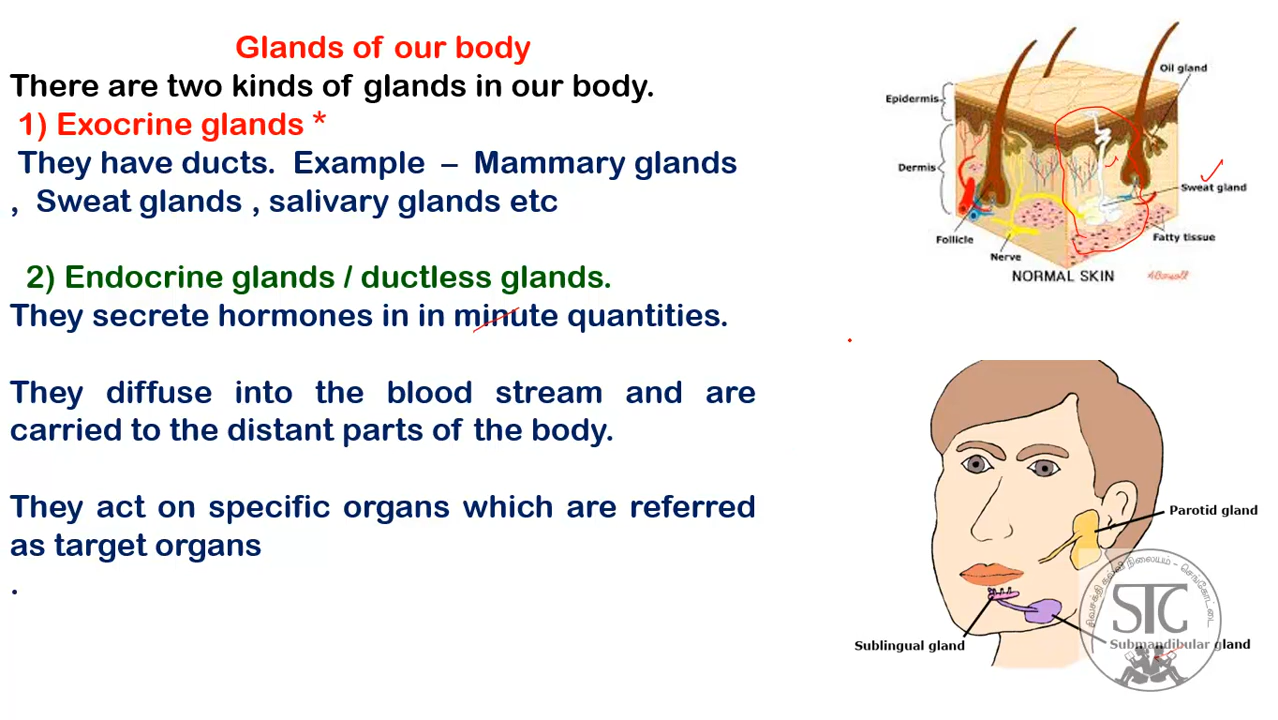 Glands of our body
There are two kinds of glands in our body.
1) Exocrine glands *
They have ducts. Example – Mammary glands
, Sweat glands , salivary glands etc
2) Endocrine glands / ductless glands.
They secrete hormones in in minute quantities.
They diffuse into the blood stream and are
carried to the distant parts of the body.
They act on specific organs which are referred
as target organs
.
Oil gland
Epidermis
Dermis
Sweat gland
Follicle
Fatty tissue
Nerve
NORMAL SKIN
Parotid gland
Sublingual gland
Submandibular gland
STC